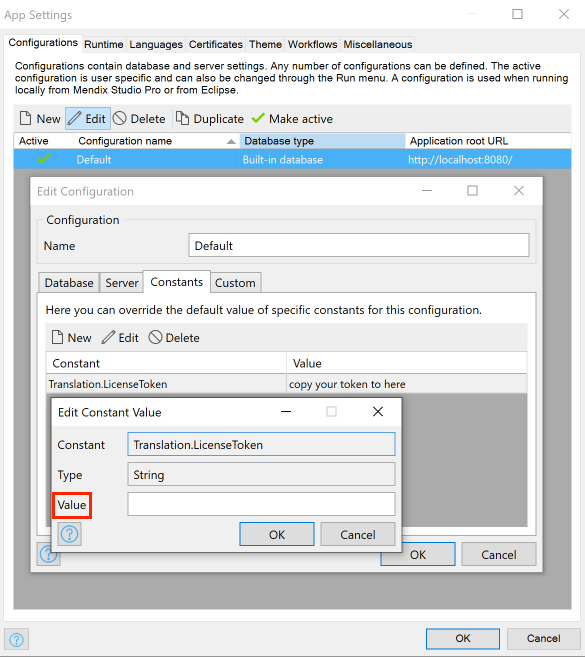 App Settings
Configurations Runtime Languages Certificates Theme Workflows Miscellaneous
Configurations contain database and server settings. Any number of configurations can be defined. The active
configuration is user specific and can also be changed through the Run menu. A configuration is used when running
locally from Mendix Studio Pro or from Eclipse.
New Edit Delete Duplicate Make active
Active Configuration name Database type Application root URL
Default Built-in database http://localhost:8080/
Edit Configuration
Configuration
Name Default
Database Server Constants Custom
Here you can override the default value of specific constants for this configuration.
New Edit Delete
Constant Value
Translation.LicenseToken copy your token to here
Edit Constant Value
Constant Translation.LicenseToken
Type String
Value
? OK Cancel
? OK Cancel
? OK Cancel